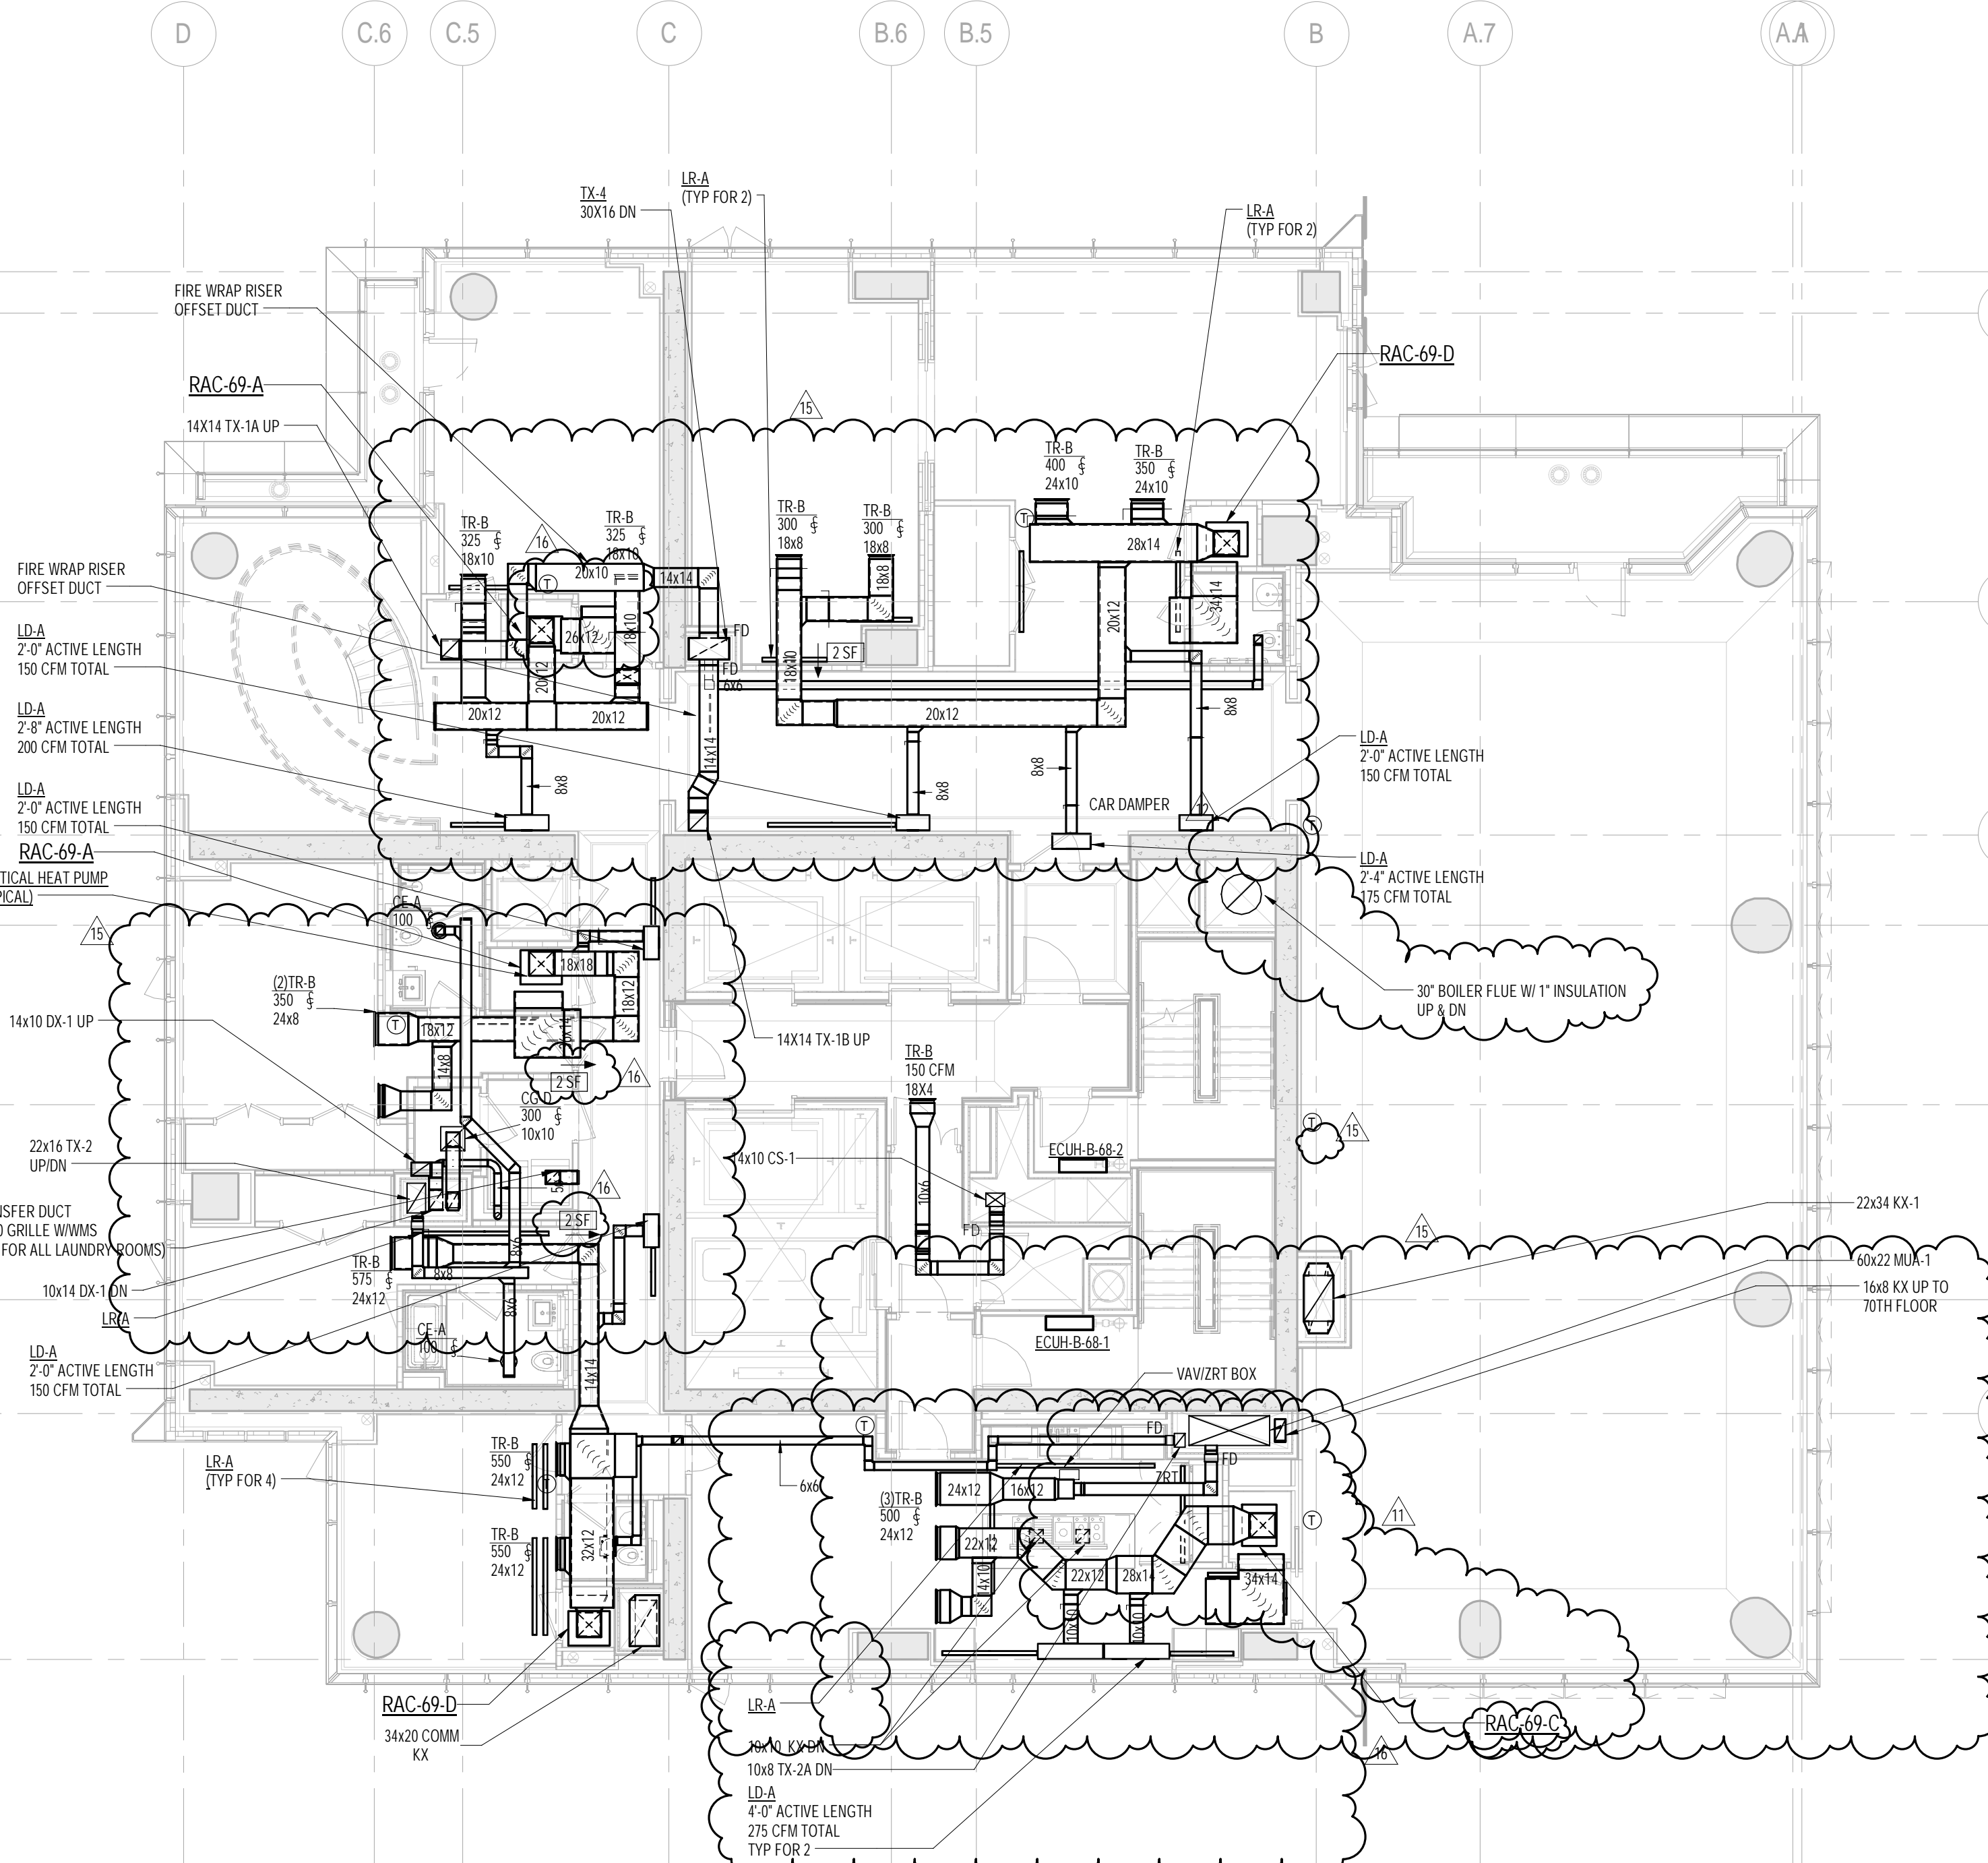 D
C.6
C.5
C
B.6
B.5
B
A.7
TX-4
30X16 DN
LR-A
(TYP FOR 2)
LR-A
(TYP FOR 2)
FIRE WRAP RISER
OFFSET DUCT
RAC-69-A
RAC-69-D
14X14 TX-1A UP
15
TR-B
400
24x10
TR-B
350
24x10
TR-B
325
18x10
16
TR-B
325
18x10
TR-B
300
18x8
TR-B
300
18x8
T
28x14
FIRE WRAP RISER
OFFSET DUCT
20x10
T
14x14
18x8
34x14
20x12
LD-A
2'-0" ACTIVE LENGTH
150 CFM TOTAL
26x12
18x10
FD
FD
6x6
2 SF
18x10
20x12
LD-A
2'-8" ACTIVE LENGTH
200 CFM TOTAL
20x12
20x12
20x12
8x8
14x14
LD-A
2'-0" ACTIVE LENGTH
150 CFM TOTAL
8x8
8x8
8x8
CAR DAMPER
12
LD-A
2'-0" ACTIVE LENGTH
150 CFM TOTAL
T
RAC-69-A
TICAL HEAT PUMP
PICAL)
LD-A
2'-4" ACTIVE LENGTH
175 CFM TOTAL
CE-A
100
15
18x18
18x12
(2)TR-B
350
24x8
30" BOILER FLUE W/ 1" INSULATION
UP & DN
14x10 DX-1 UP
T
18x12
14x8
14X14 TX-1B UP
2 SF
16
TR-B
150 CFM
18X4
CG-D
300
10x10
T
15
22x16 TX-2
UP/DN
ECUH-B-68-2
14x10 CS-1
10x6
16
NSFER DUCT
0 GRILLE W/WMS
FOR ALL LAUNDRY ROOMS)
2 SF
FD
22x34 KX-1
15
8x6
TR-B
575
24x12
8x8
10x14 DX-1 DN
60x22 MUA-1
16x8 KX UP TO
70TH FLOOR
LR-A
8x6
CE-A
100
ECUH-B-68-1
LD-A
2'-0" ACTIVE LENGTH
150 CFM TOTAL
14x14
VAV/ZRT BOX
T
FD
FD
LR-A
(TYP FOR 4)
TR-B
550
24x12
T
6x6
ZRT
24x12
16x12
(3)TR-B
500
24x12
11
T
TR-B
550
24x12
32x12
22x12
14x10
22x12
28x14
34x14
10x10
10x10
RAC-69-D
34x20 COMM
KX
LR-A
RAC-69-C
10x10 KX DN
16
10x8 TX-2A DN
LD-A
4'-0" ACTIVE LENGTH
275 CFM TOTAL
TYP FOR 2